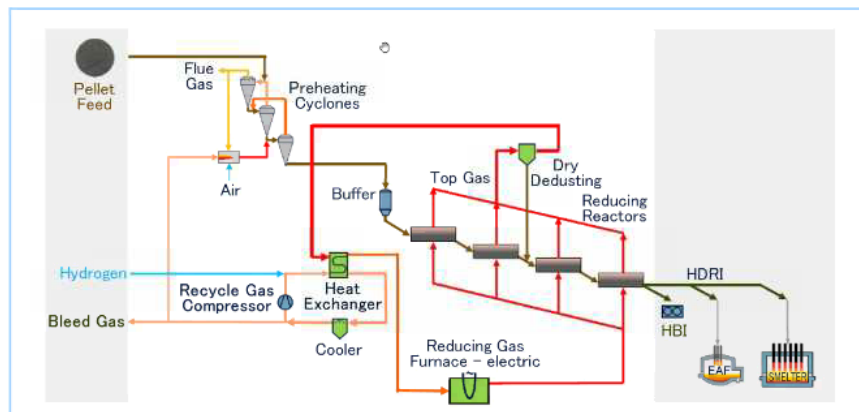 Pellet
Feed
Flue
Gas
Preheating
Cyclones
Air
Buffer
Top Gas
Dry
Dedusting
Reducing
Reactors
Hydrogen
Recycle Gas
Compressor
Heat
Exchanger
HDRI
Bleed Gas
Cooler
HBI
Reducing Gas
Furnace – electric
EAF
SMELTER